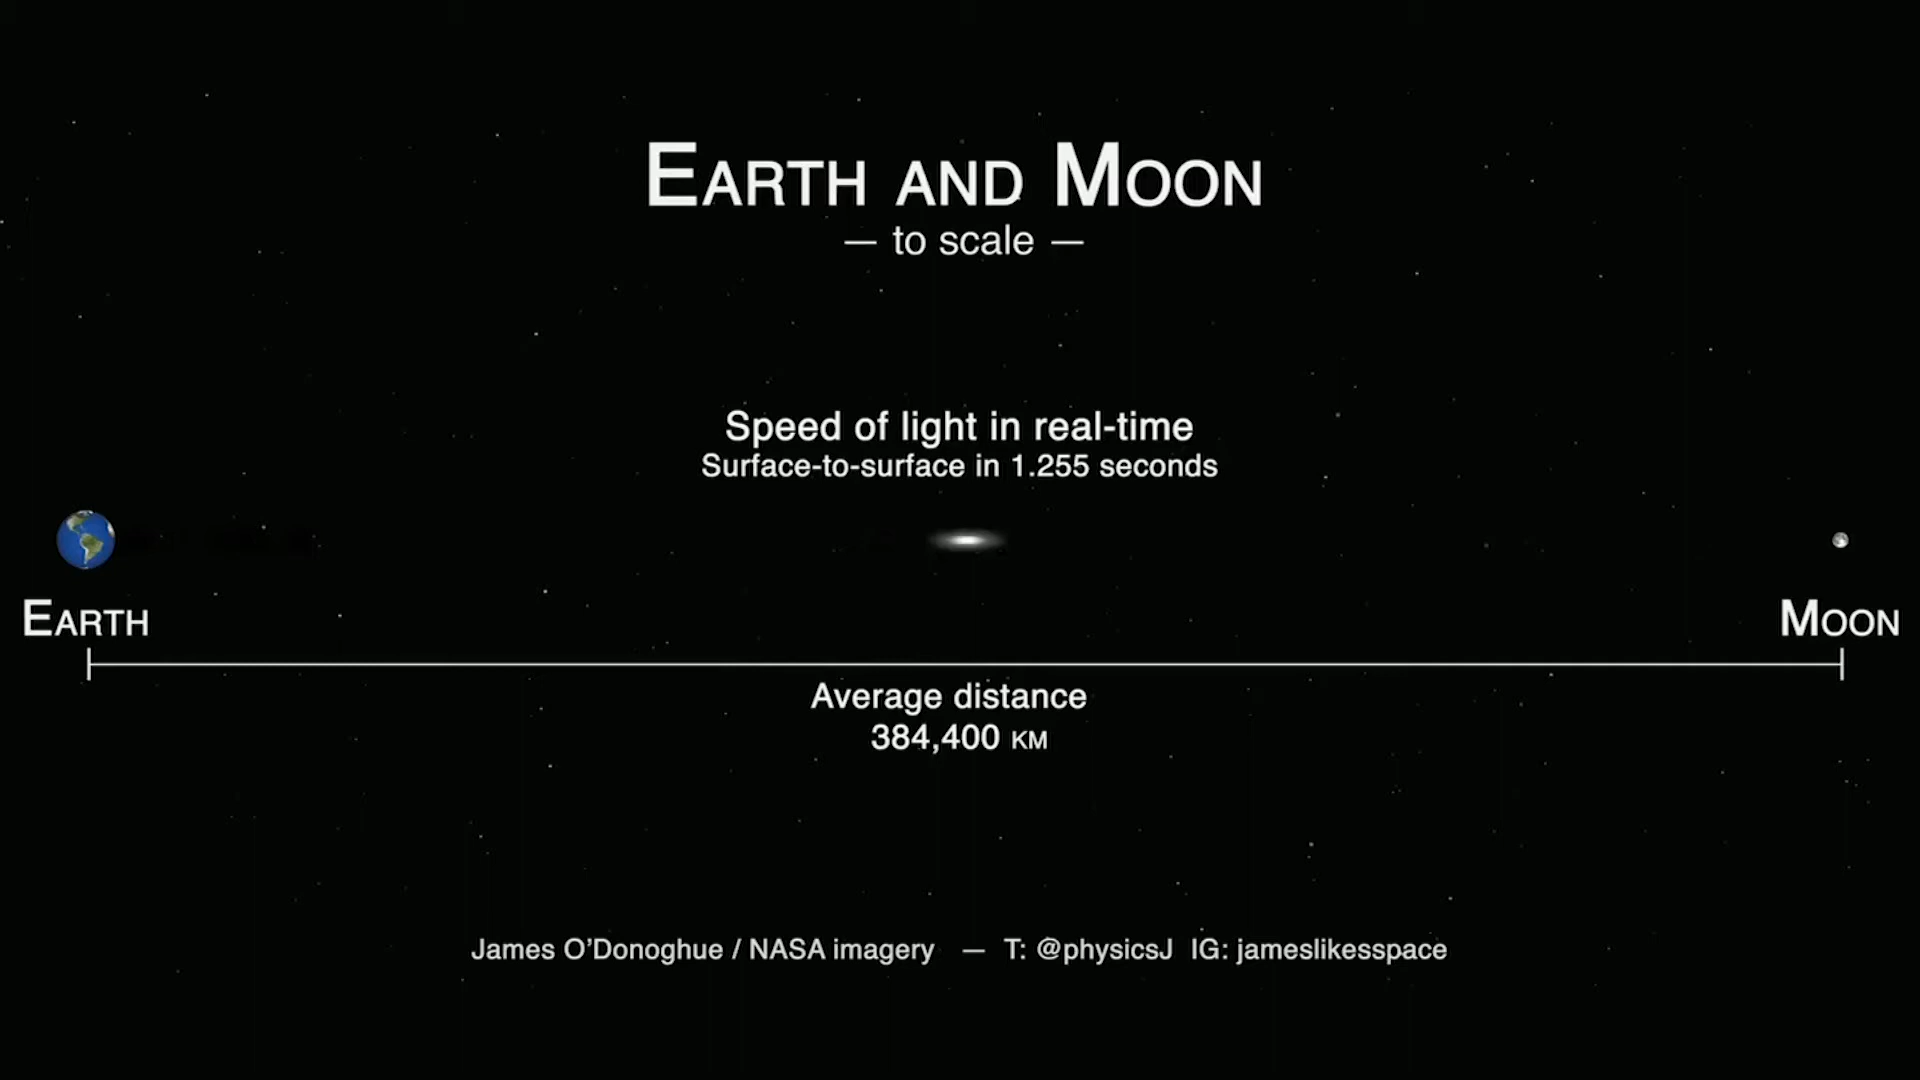 EARTH AND MOON
— to scale —
Speed of light in real-time
Surface-to-surface in 1.255 seconds
EARTH
MOON
Average distance
384,400 KM
James O’Donoghue / NASA imagery — T: @physicsJ IG: jameslikesspace